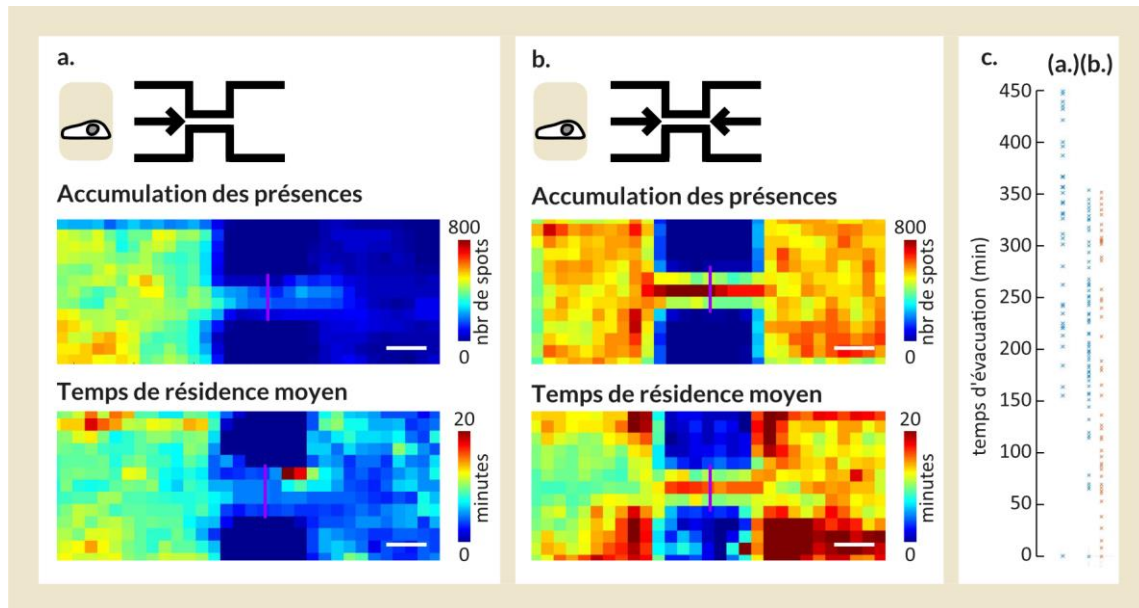 a.
Accumulation des présences
800
nbr de spots
0
Temps de résidence moyen
20
minutes
0
b.
Accumulation des présences
800
nbr de spots
0
Temps de résidence moyen
20
minutes
0
c.
(a.)(b.)
temps d'évacuation (min)
450
400
350
300
250
200
150
100
50
0